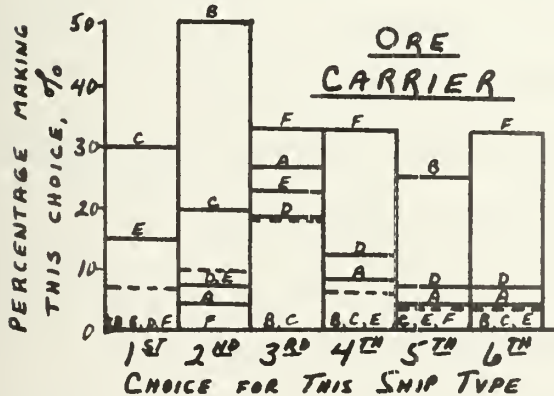 ORE
CARRIER
PERCENTAGE MAKING
THIS CHOICE, %
50
40
30
20
10
0
C
E
B
C
D,E
A
F
F
A
E
D
B, C
F
D
A
B, C, E
B
D
A
C, E, F
F
D
A
B, C, E
1ST 2ND 3RD 4TH 5TH 6TH
CHOICE FOR THIS SHIP TYPE